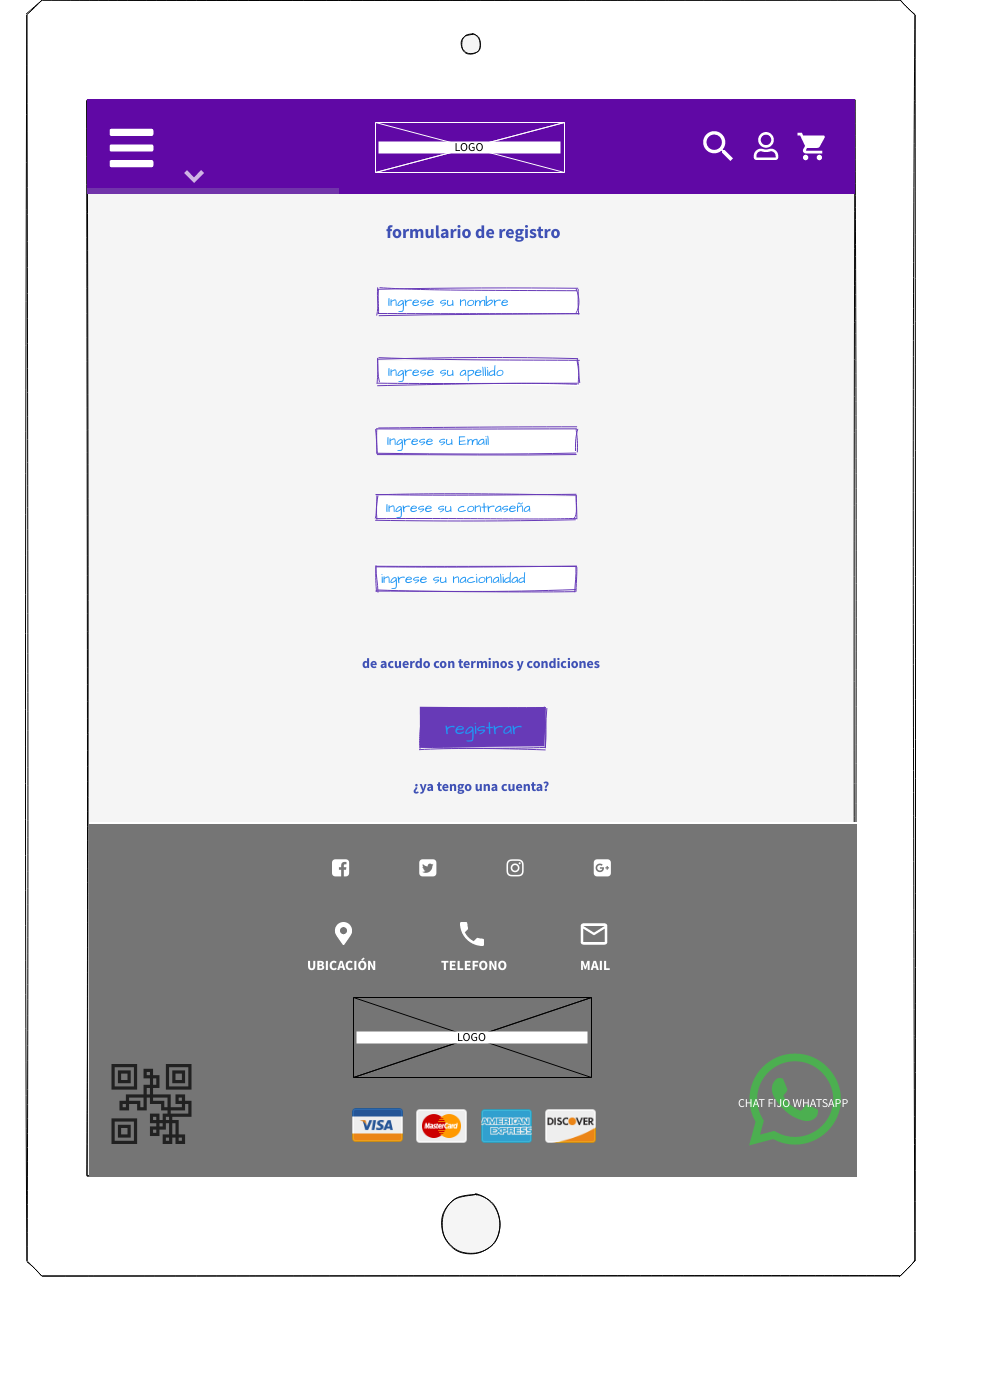 LOGO
formulario de registro
Ingrese su nombre
Ingrese su apellido
Ingrese su Email
Ingrese su contraseña
ingrese su nacionalidad
de acuerdo con terminos y condiciones
registrar
¿ya tengo una cuenta?
UBICACIÓN TELEFONO MAIL
LOGO
CHAT FIJO WHATSAPP
VISA MasterCard AMERICAN EXPRESS DISCOVER